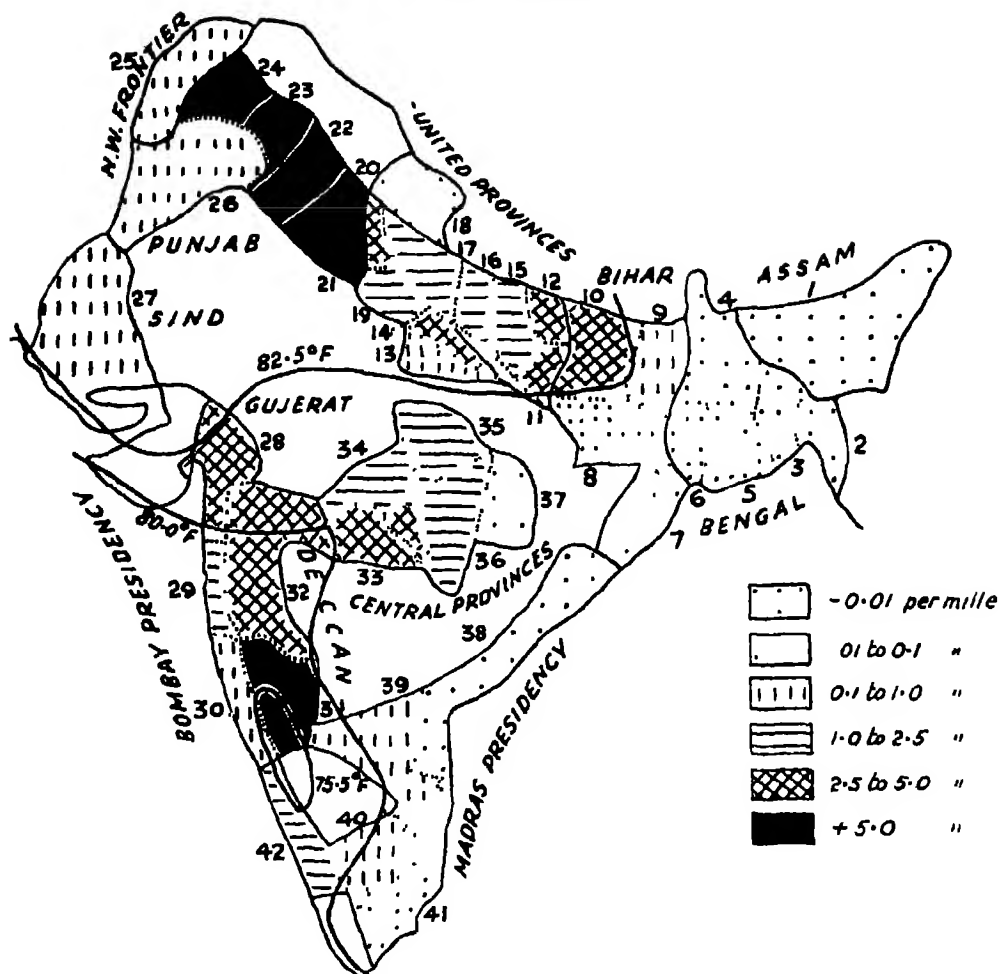 25
N.W. FRONTIER
24
23
22
20
-UNITED PROVINCES
26
PUNJAB
18
17
16
15
12
10
BIHAR
9
4
ASSAM
1
27
SIND
21
19
14
13
82.5°F
GUJERAT
11
2
3
5
6
7 BENGAL
8
28
34
35
37
36
80.0°F
BOMBAY PRESIDENCY
29
32
DECCAN
33
CENTRAL PROVINCES
38
39
30
31
75.5°F
40
42
41
MADRAS PRESIDENCY
-0.01 per mille
01 to 0.1 "
0.1 to 1.0 "
1.0 to 2.5 "
2.5 to 5.0 "
+ 5.0 "